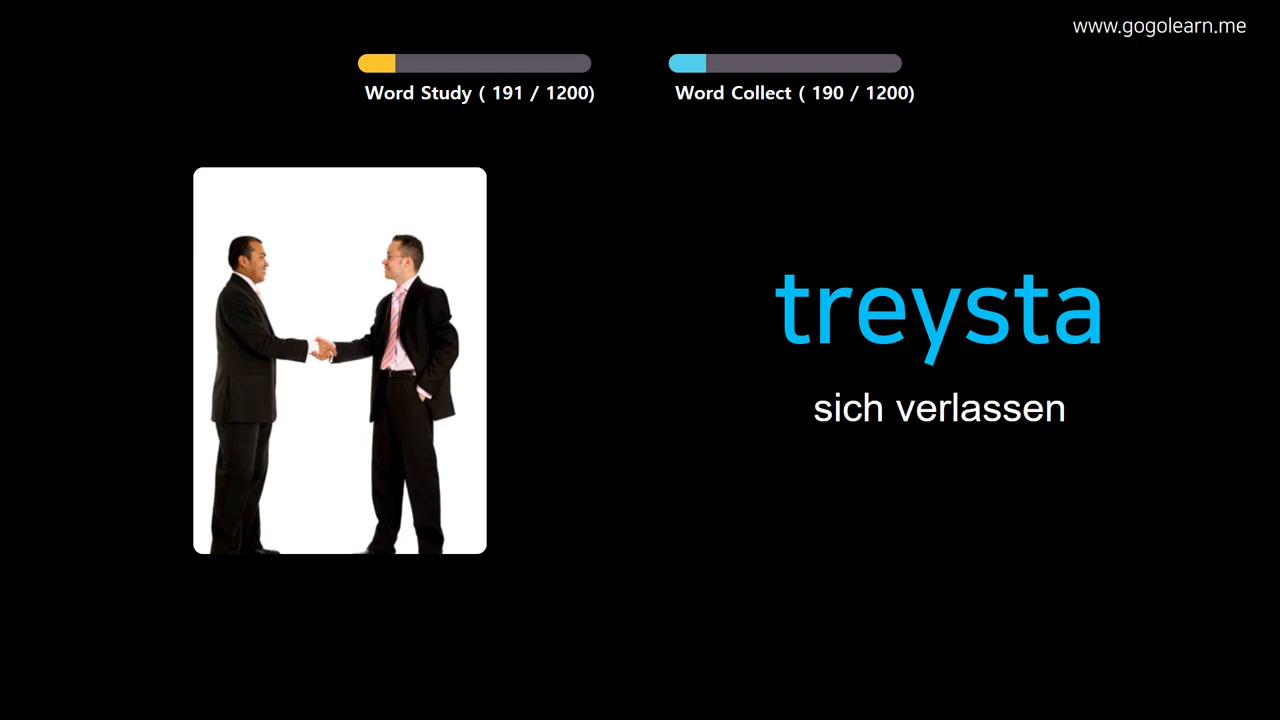 www.gogolearn.me
Word Study ( 191 / 1200)
Word Collect ( 190 / 1200)
treysta
sich verlassen